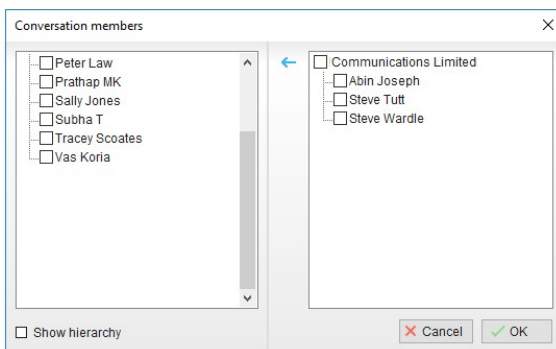 Conversation members
Peter Law
Prathap MK
Sally Jones
Subha T
Tracey Scoates
Vas Koria
Communications Limited
Abin Joseph
Steve Tutt
Steve Wardle
Show hierarchy
Cancel
OK